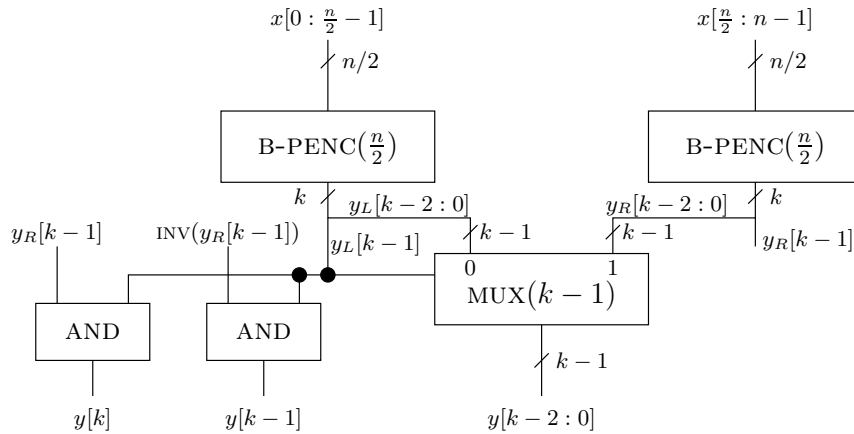 x[0 : n/2 − 1] x[n/2 : n − 1]
n/2 n/2
B-PENC(n/2) B-PENC(n/2)
k k
y_L[k − 2 : 0] y_R[k − 2 : 0]
y_R[k − 1] INV(y_R[k − 1]) y_L[k − 1] k − 1 k − 1 y_R[k − 1]
0 1
AND AND MUX(k − 1)
k − 1
y[k] y[k − 1] y[k − 2 : 0]